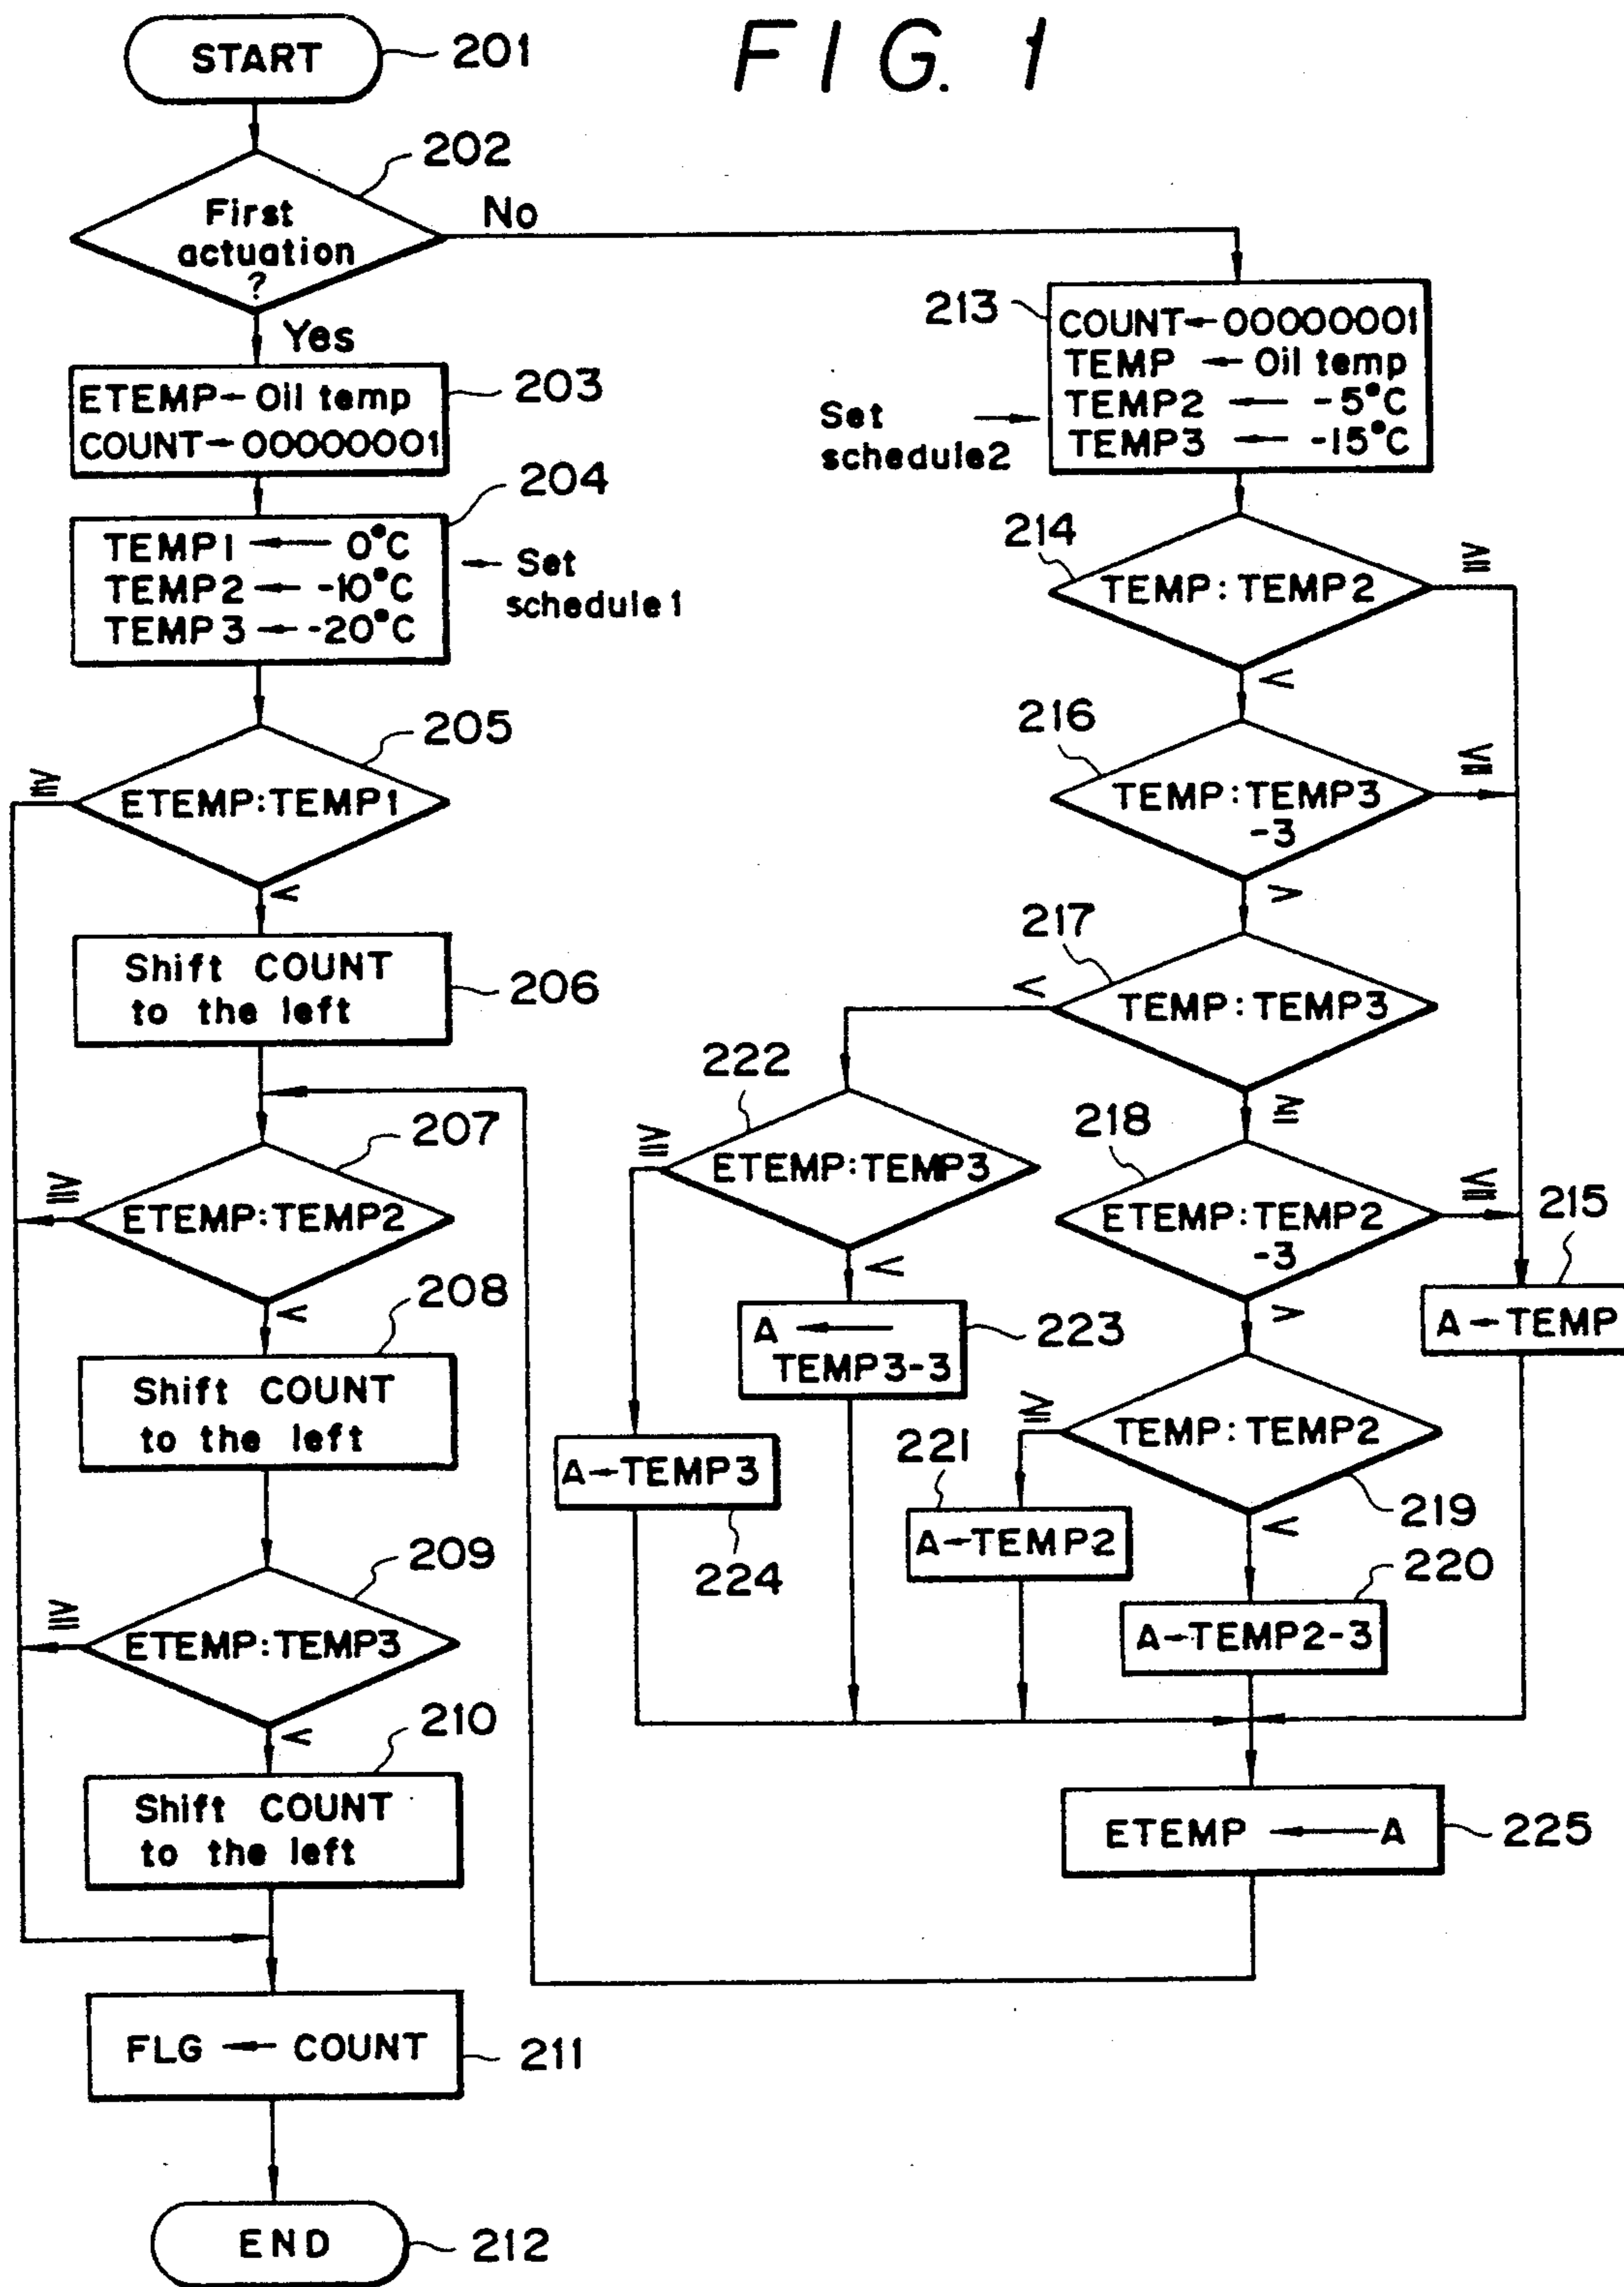 FIG. 1
START
201
202
First
actuation
?
No
Yes
ETEMP←Oil temp
COUNT←00000001
203
204
TEMP1 ← 0°C
TEMP2 ← -10°C
TEMP3 ← -20°C
← Set
schedule1
205
≧
ETEMP:TEMP1
<
Shift COUNT
to the left
206
207
≧
ETEMP:TEMP2
<
208
Shift COUNT
to the left
209
≧
ETEMP:TEMP3
<
210
Shift COUNT
to the left
FLG ← COUNT
211
END
212
213
COUNT←00000001
TEMP ← Oil temp
TEMP2 ← -5°C
TEMP3 ← -15°C
Set →
schedule2
214
TEMP:TEMP2
≧
<
216
TEMP:TEMP3
-3
≦
>
217
<
TEMP:TEMP3
≧
222
≧
ETEMP:TEMP3
<
218
ETEMP:TEMP2
-3
≦
>
215
A←TEMP
A ←
TEMP3-3
223
A←TEMP3
224
≧
TEMP:TEMP2
219
<
221
A←TEMP2
220
A←TEMP2-3
ETEMP ← A
225